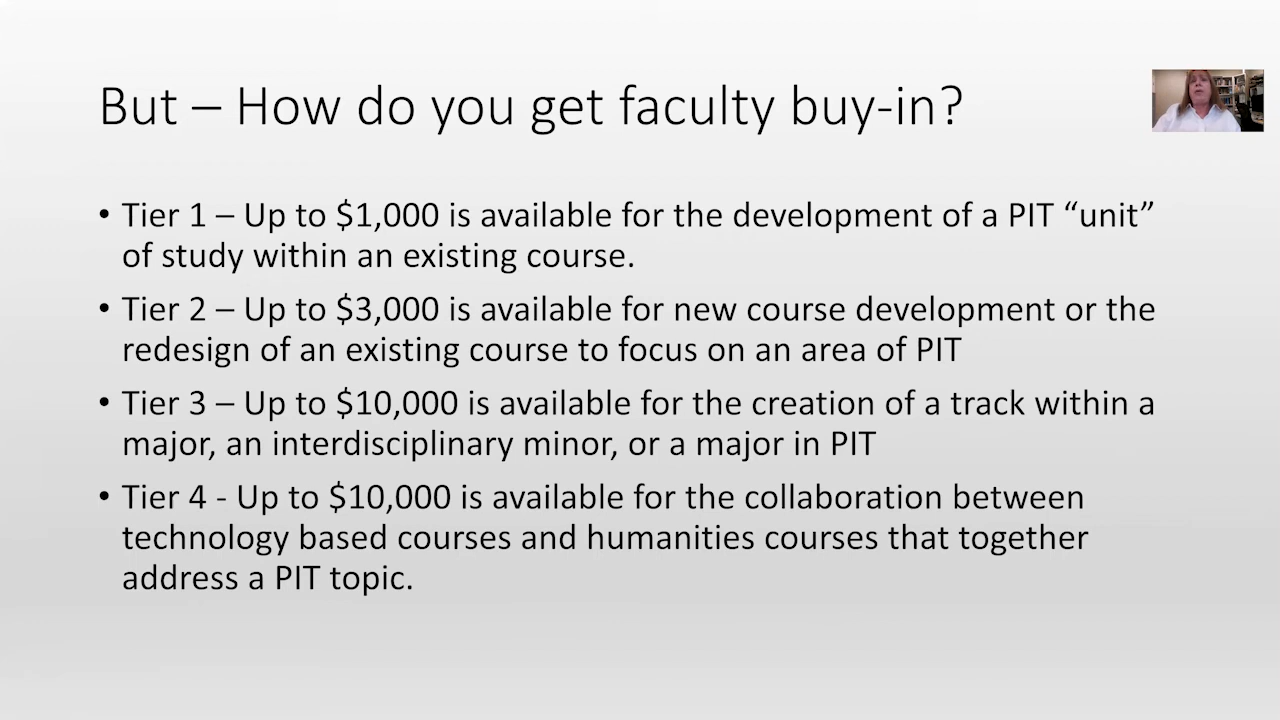 But – How do you get faculty buy-in?
• Tier 1 – Up to $1,000 is available for the development of a PIT “unit”
of study within an existing course.
• Tier 2 – Up to $3,000 is available for new course development or the
redesign of an existing course to focus on an area of PIT
• Tier 3 – Up to $10,000 is available for the creation of a track within a
major, an interdisciplinary minor, or a major in PIT
• Tier 4 - Up to $10,000 is available for the collaboration between
technology based courses and humanities courses that together
address a PIT topic.